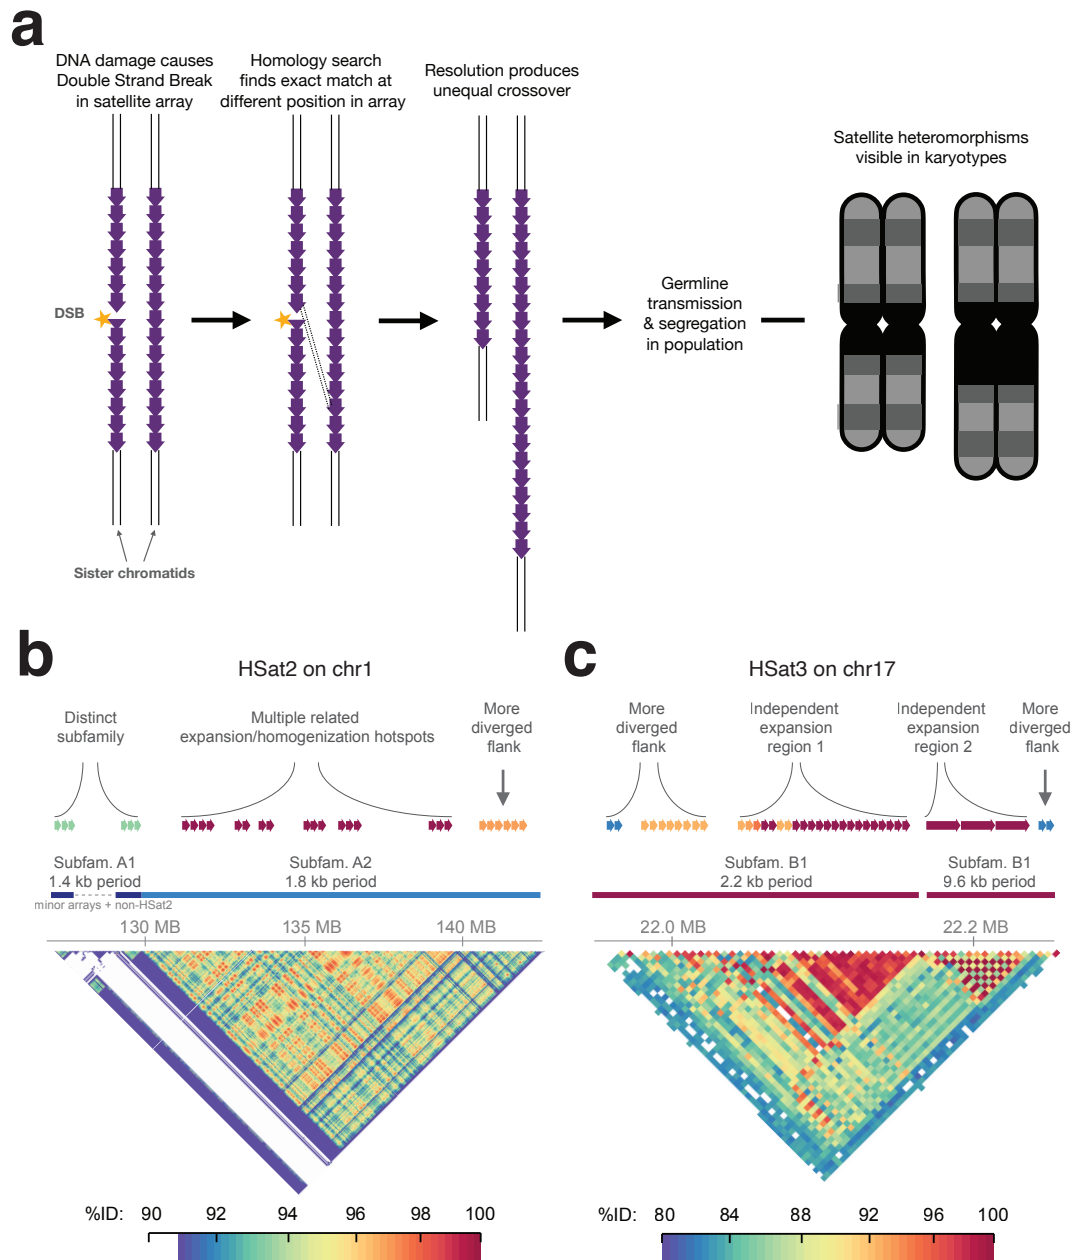 a
DNA damage causes
Double Strand Break
in satellite array
Homology search
finds exact match at
different position in array
Resolution produces
unequal crossover
Satellite heteromorphisms
visible in karyotypes
DSB
Germline
transmission
& segregation
in population
Sister chromatids
b
HSat2 on chr1
Distinct
subfamily
Multiple related
expansion/homogenization hotspots
More
diverged
flank
Subfam. A1
1.4 kb period
Subfam. A2
1.8 kb period
minor arrays + non-HSat2
130 MB
135 MB
140 MB
%ID: 90 92 94 96 98 100
c
HSat3 on chr17
More
diverged
flank
Independent
expansion
region 1
Independent
expansion
region 2
More
diverged
flank
Subfam. B1
2.2 kb period
Subfam. B1
9.6 kb period
22.0 MB
22.2 MB
%ID: 80 84 88 92 96 100